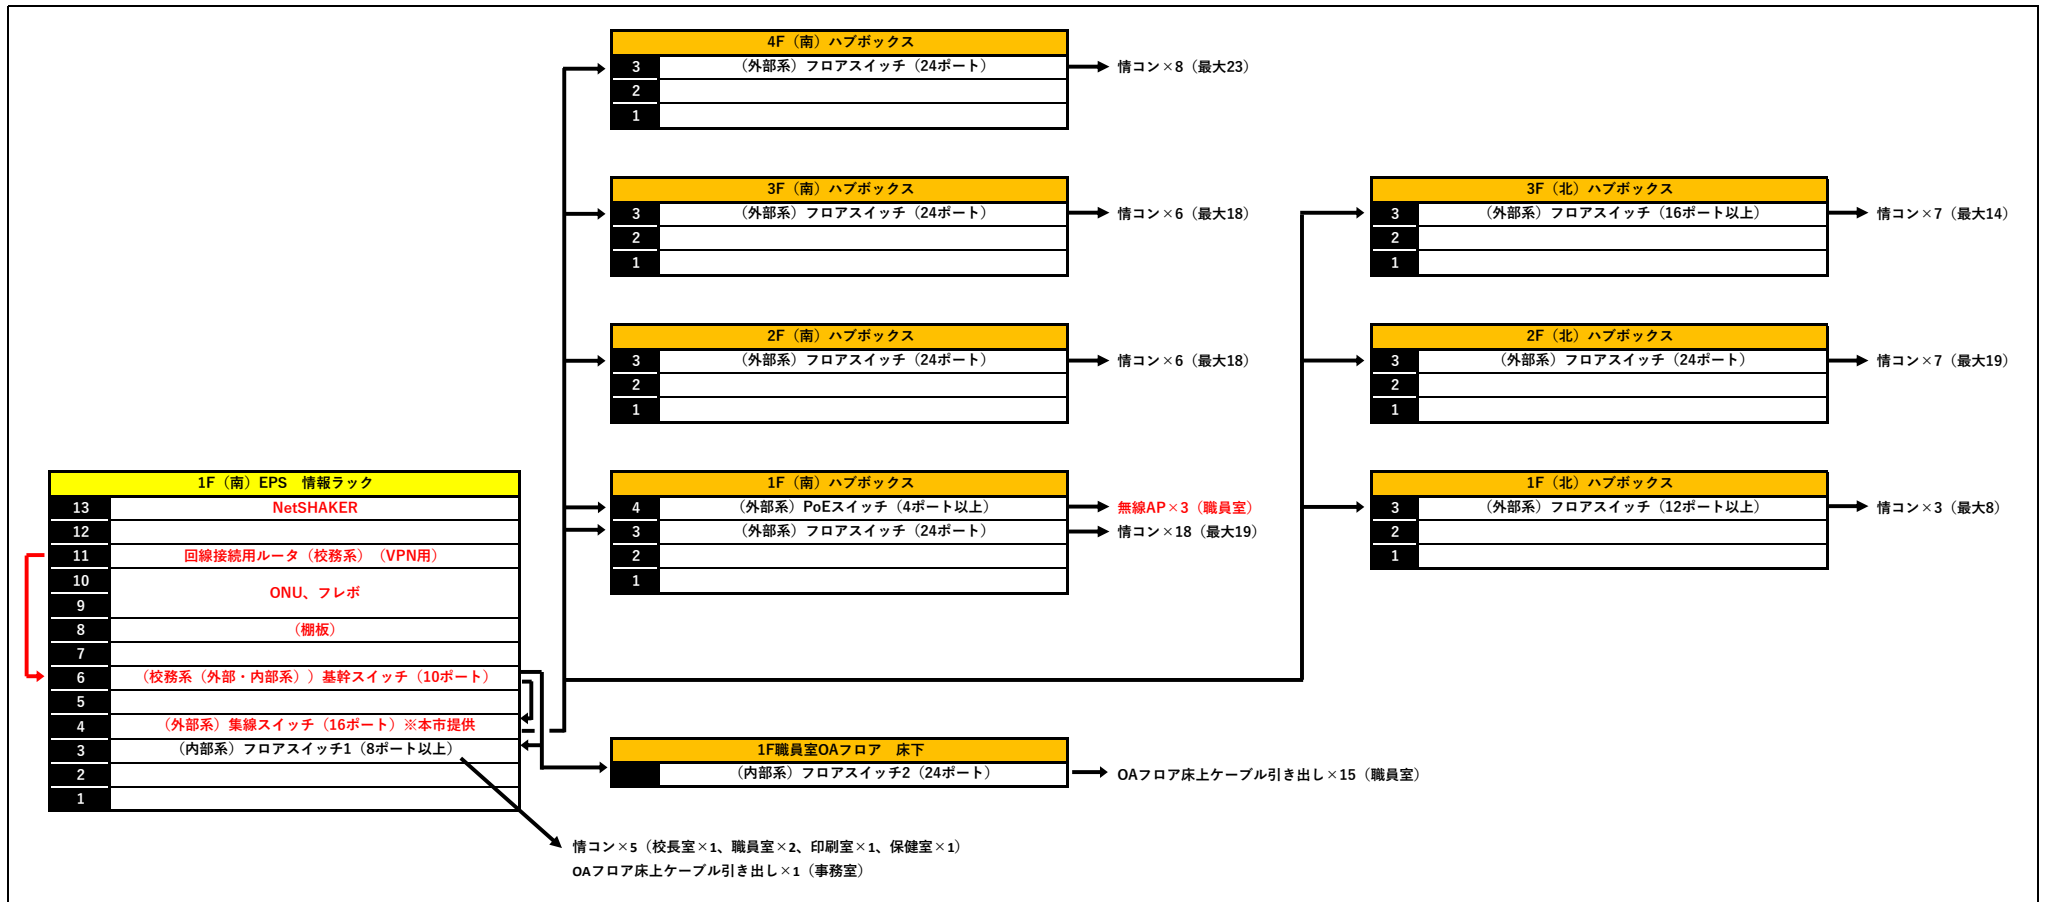 4F（南）ハブボックス
3 （外部系）フロアスイッチ（24ポート） 情コン×8（最大23）
2
1
3F（南）ハブボックス
3 （外部系）フロアスイッチ（24ポート） 情コン×6（最大18）
2
1
3F（北）ハブボックス
3 （外部系）フロアスイッチ（16ポート以上） 情コン×7（最大14）
2
1
2F（南）ハブボックス
3 （外部系）フロアスイッチ（24ポート） 情コン×6（最大18）
2
1
2F（北）ハブボックス
3 （外部系）フロアスイッチ（24ポート） 情コン×7（最大19）
2
1
1F（南）EPS　情報ラック
13 NetSHAKER
12
11 回線接続用ルータ（校務系）（VPN用）
10
ONU、フレボ
9
8 （棚板）
7
6 （校務系（外部・内部系））基幹スイッチ（10ポート）
5
4 （外部系）集線スイッチ（16ポート）※本市提供
3 （内部系）フロアスイッチ1（8ポート以上）
2
1
1F（南）ハブボックス
4 （外部系）PoEスイッチ（4ポート以上） 無線AP×3（職員室）
3 （外部系）フロアスイッチ（24ポート） 情コン×18（最大19）
2
1
1F（北）ハブボックス
3 （外部系）フロアスイッチ（12ポート以上） 情コン×3（最大8）
2
1
1F職員室OAフロア　床下
（内部系）フロアスイッチ2（24ポート） OAフロア床上ケーブル引き出し×15（職員室）
情コン×5（校長室×1、職員室×2、印刷室×1、保健室×1）
OAフロア床上ケーブル引き出し×1（事務室）